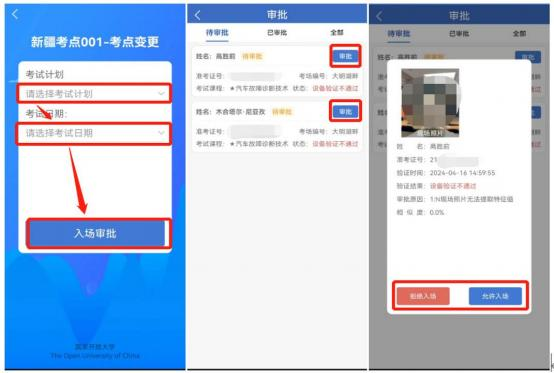 新疆考点001-考点变更
考试计划
请选择考试计划
考试日期:
请选择考试日期
入场审批
国家开放大学
The Open University of China
审批
待审批 已审批 全部
姓名: 高胜前 待审批 审批
准考证号: 考场编号: 大明湖畔
考试课程: ★汽车故障诊断技术 状态: 设备验证不通过
姓名: 木合塔尔·尼亚孜 待审批 审批
准考证号: 考场编号: 大明湖畔
考试课程: ★汽车故障诊断技术 状态: 设备验证不通过
审批
待审批 已审批 全部
现场照片
姓 名: 高胜前
准考证号: 21
验证时间: 2024-04-16 14:59:55
验证结果: 设备验证不通过
审批原因: 1:N现场照片无法提取特征值
相 似 度: 0.0%
拒绝入场 允许入场